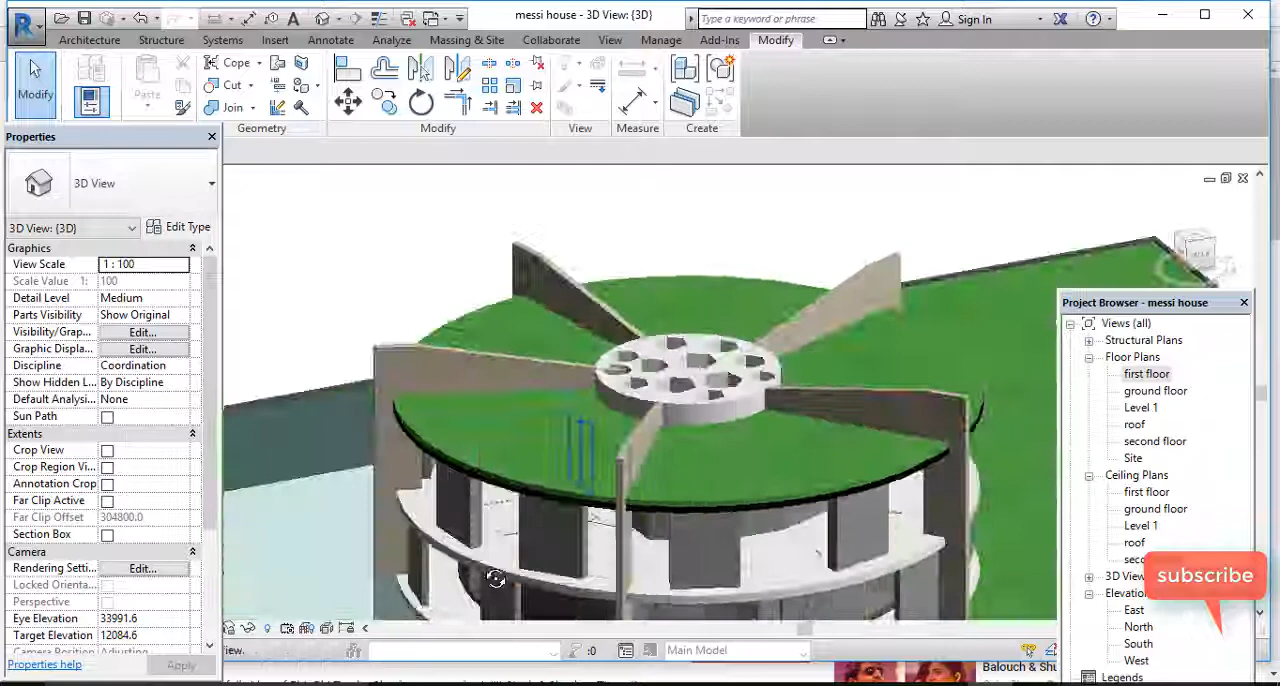 messi house - 3D View: {3D}
Type a keyword or phrase
Sign In
Architecture Structure Systems Insert Annotate Analyze Massing & Site Collaborate View Manage Add-Ins Modify
Modify
Paste
Cope
Cut
Join
Geometry
Modify
View
Measure
Create
Properties
3D View
3D View: {3D}
Edit Type
Graphics
View Scale 1 : 100
Scale Value 1: 100
Detail Level Medium
Parts Visibility Show Original
Visibility/Grap... Edit...
Graphic Displa... Edit...
Discipline Coordination
Show Hidden L... By Discipline
Default Analysi... None
Sun Path
Extents
Crop View
Crop Region Vi...
Annotation Crop
Far Clip Active
Far Clip Offset 304800.0
Section Box
Camera
Rendering Setti... Edit...
Locked Orienta...
Perspective
Eye Elevation 33991.6
Target Elevation 12084.6
Camera Position Adjusting
Properties help
Apply
Project Browser - messi house
Views (all)
Structural Plans
Floor Plans
first floor
ground floor
Level 1
roof
second floor
Site
Ceiling Plans
first floor
ground floor
Level 1
roof
seco
3D View
Elevation
East
North
South
West
Legends
subscribe
view.
:0
Main Model
Balouch & Shu